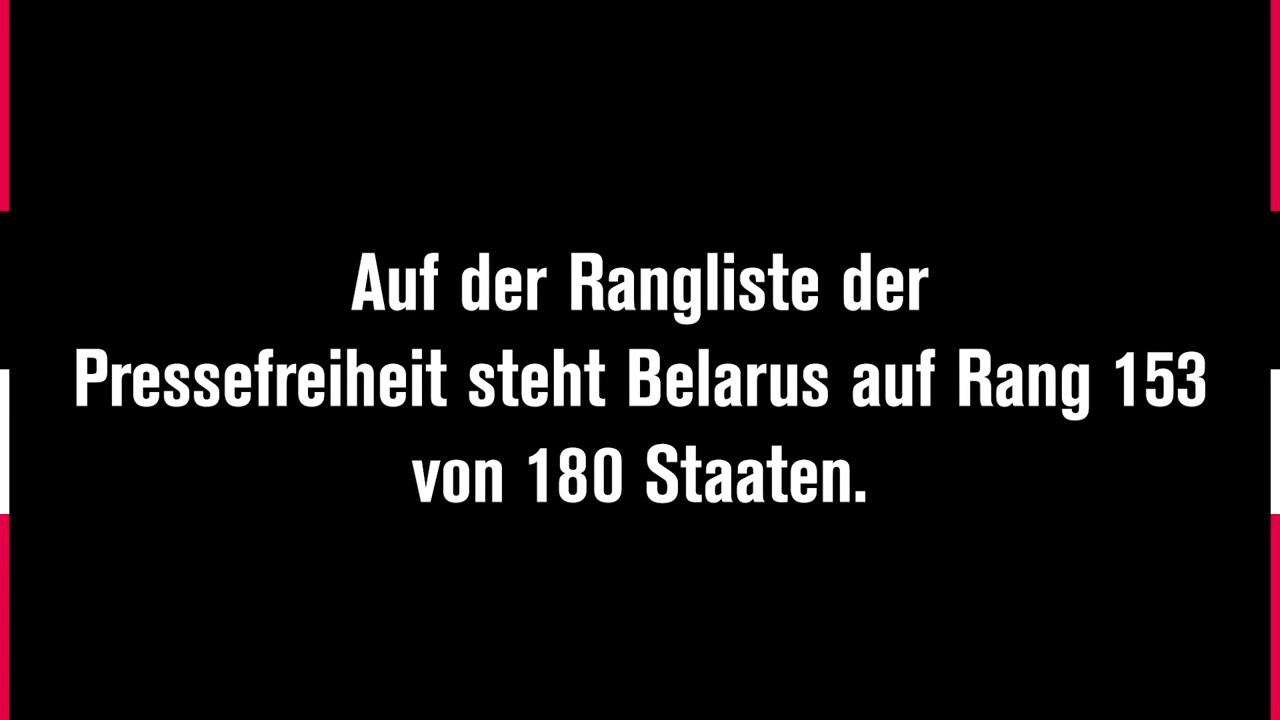 Auf der Rangliste der
Pressefreiheit steht Belarus auf Rang 153
von 180 Staaten.